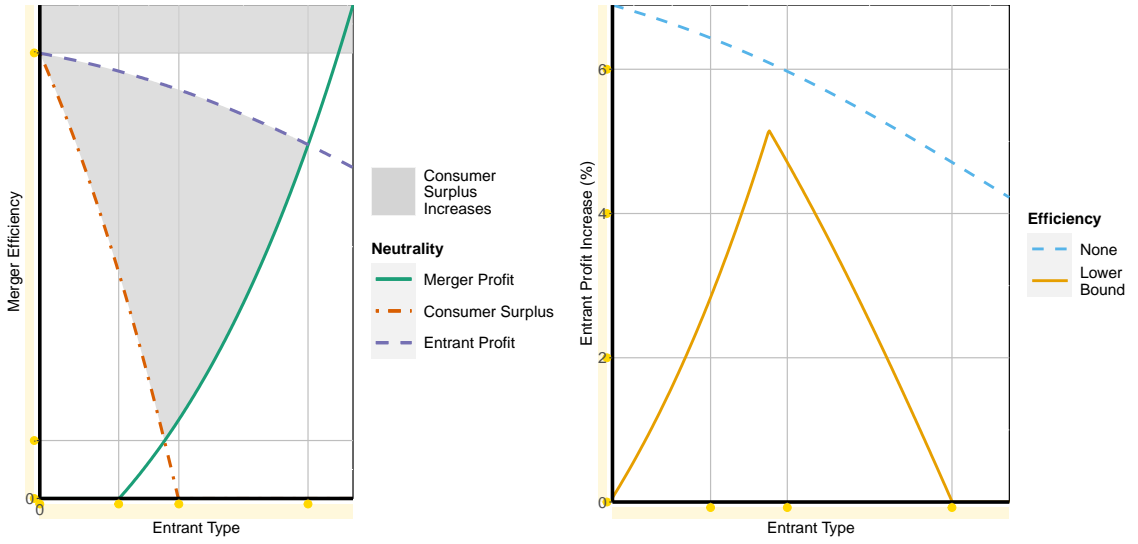 Merger Efficiency
0
0
Entrant Type
Consumer
Surplus
Increases
Neutrality
Merger Profit
Consumer Surplus
Entrant Profit
Entrant Profit Increase (%)
6
4
2
0
Entrant Type
Efficiency
None
Lower
Bound